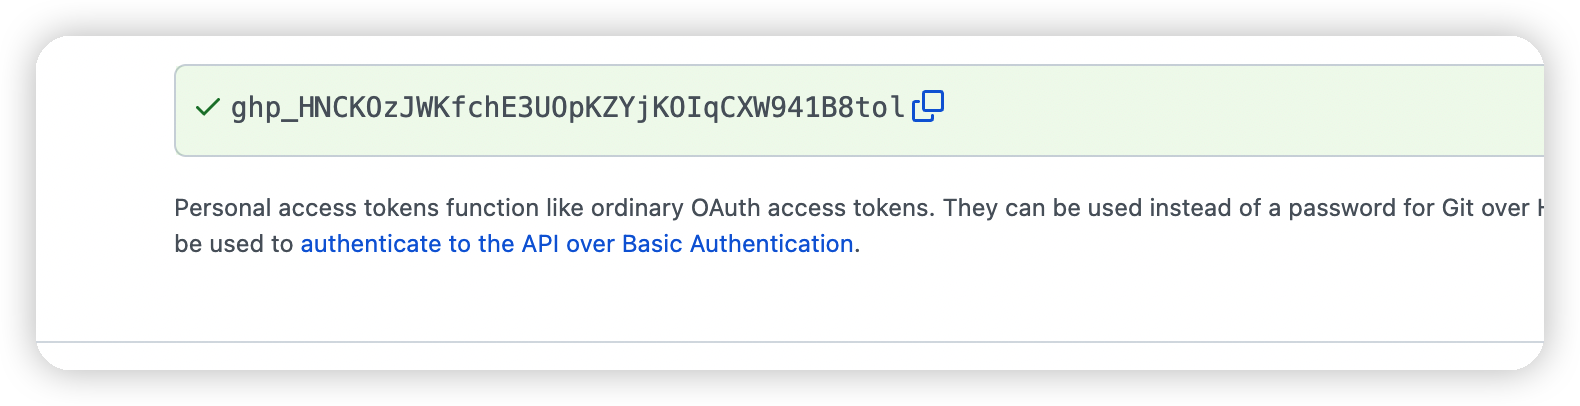 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
Personal access tokens function like ordinary OAuth access tokens. They can be used instead of a password for Git over
be used to authenticate to the API over Basic Authentication.